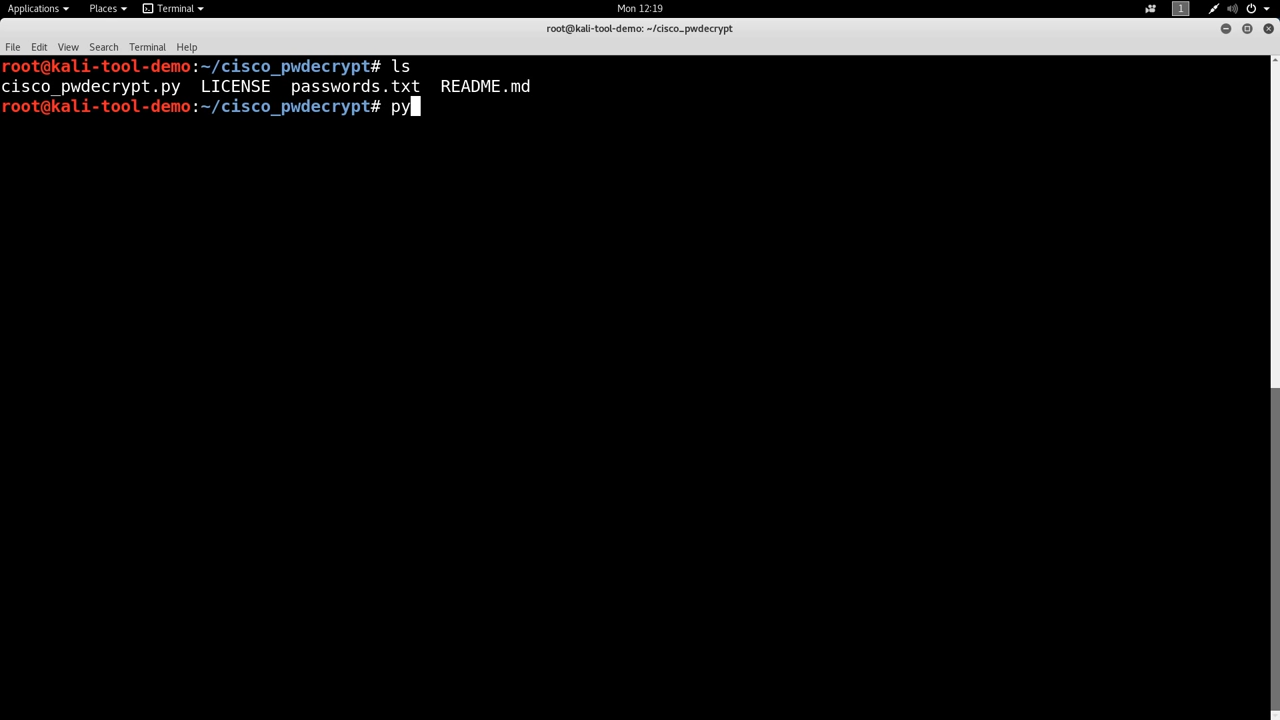 Applications Places Terminal Mon 12:19 1
root@kali-tool-demo: ~/cisco_pwdecrypt
File Edit View Search Terminal Help
root@kali-tool-demo:~/cisco_pwdecrypt# ls
cisco_pwdecrypt.py LICENSE passwords.txt README.md
root@kali-tool-demo:~/cisco_pwdecrypt# py